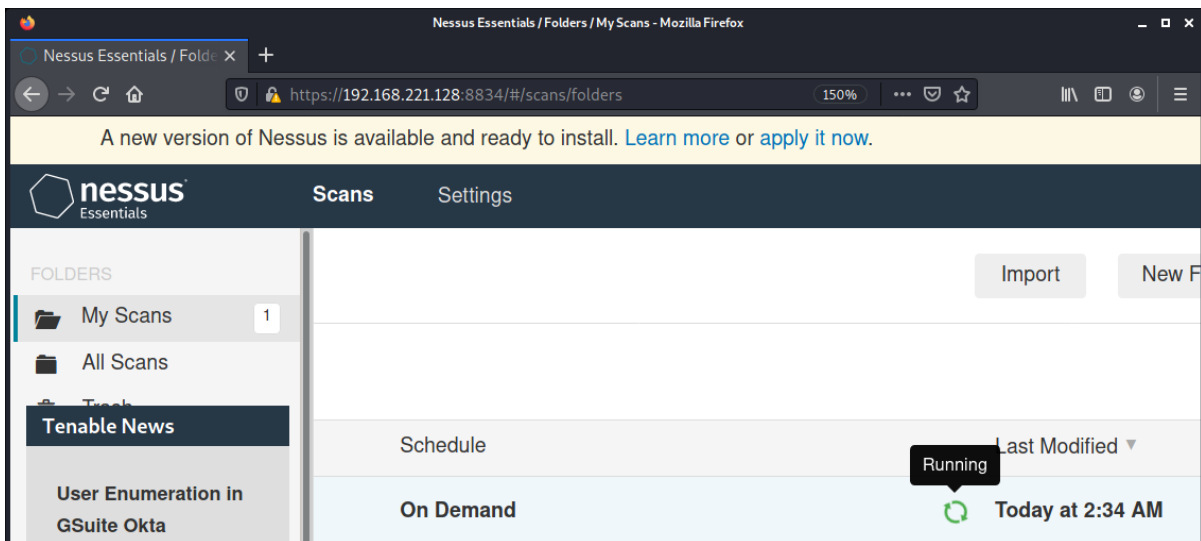 Nessus Essentials / Folders / My Scans - Mozilla Firefox
Nessus Essentials / Folde
https://192.168.221.128:8834/#/scans/folders
150%
A new version of Nessus is available and ready to install. Learn more or apply it now.
nessus
Essentials
Scans
Settings
FOLDERS
Import
New F
My Scans
1
All Scans
Trash
Tenable News
Schedule
Last Modified
Running
User Enumeration in
GSuite Okta
On Demand
Today at 2:34 AM